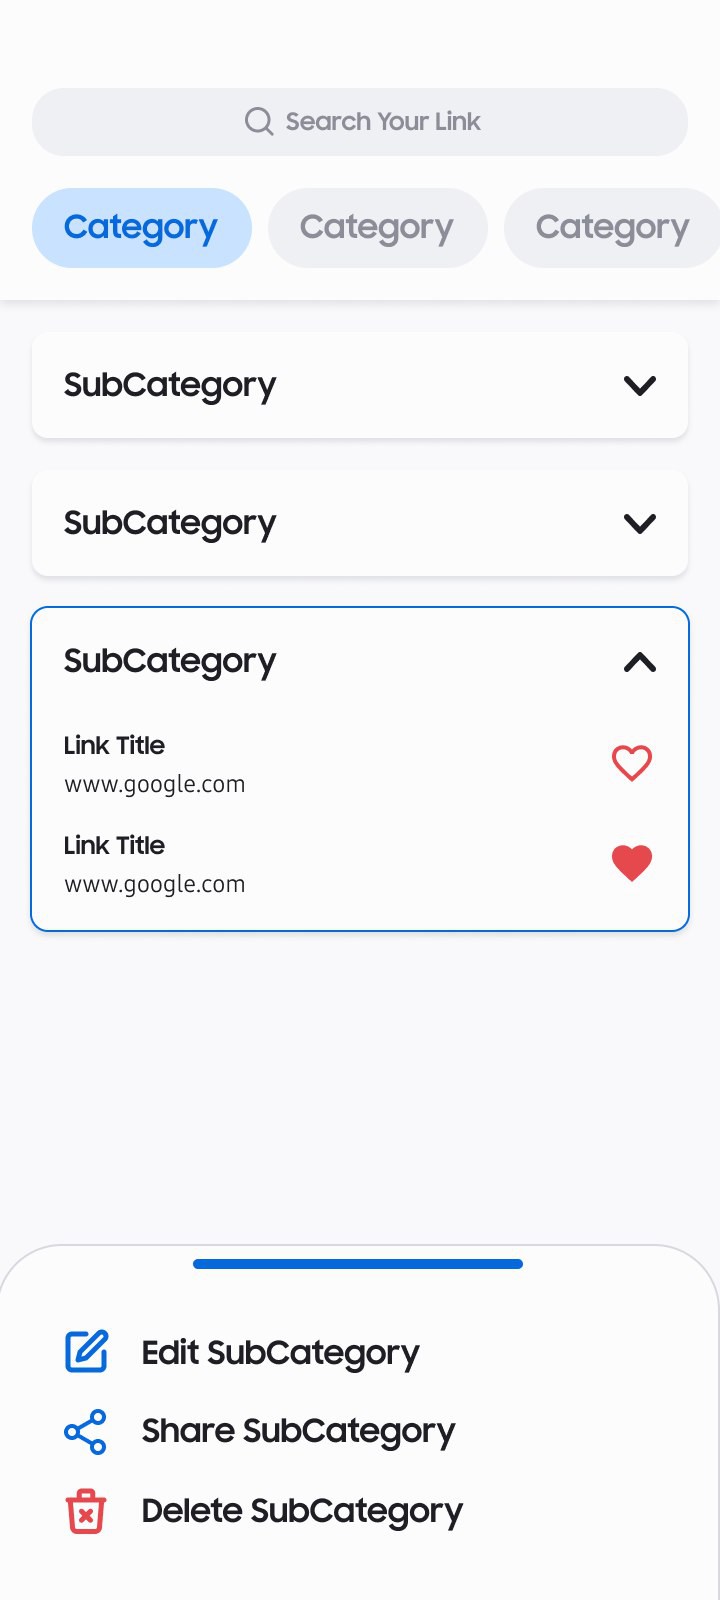 Search Your Link
Category Category Category
SubCategory
SubCategory
SubCategory
Link Title
www.google.com
Link Title
www.google.com
Edit SubCategory
Share SubCategory
Delete SubCategory